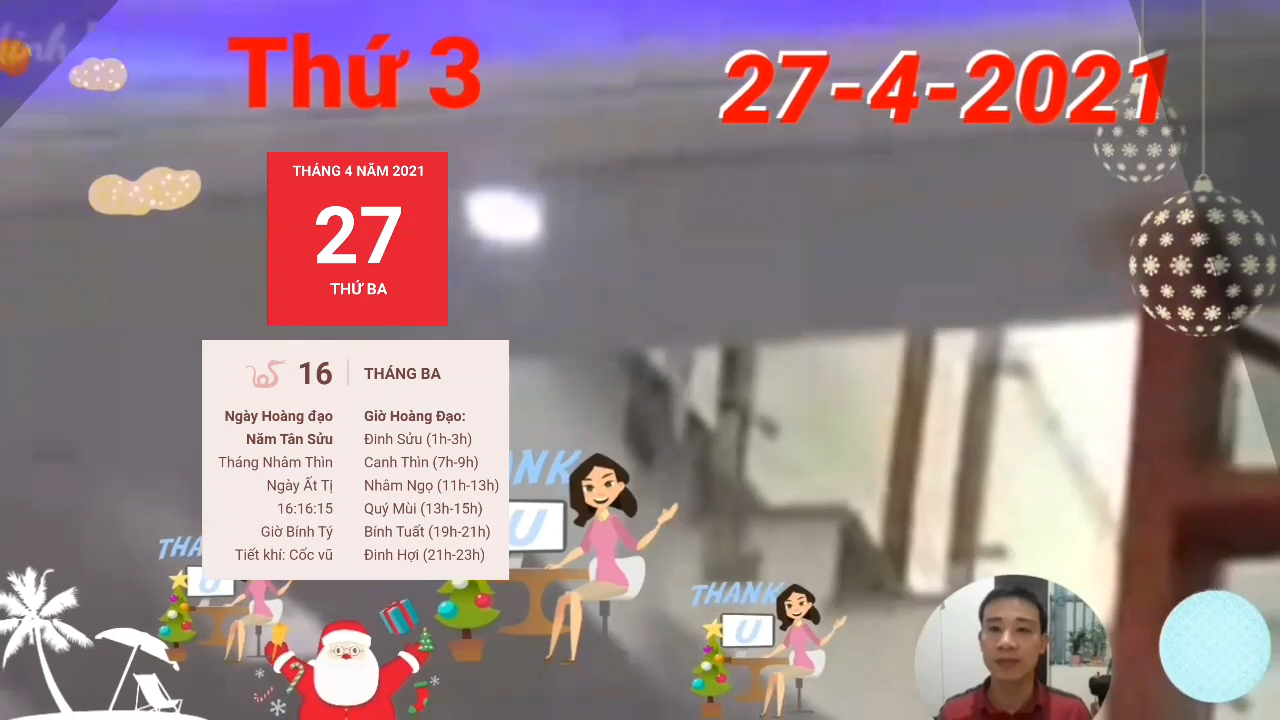 Thứ 3
27-4-2021
THÁNG 4 NĂM 2021
27
THỨ BA
16
THÁNG BA
Ngày Hoàng đạo
Năm Tân Sửu
Tháng Nhâm Thìn
Ngày Ất Tị
16:16:15
Giờ Bính Tý
Tiết khí: Cốc vũ
Giờ Hoàng Đạo:
Đinh Sửu (1h-3h)
Canh Thìn (7h-9h)
Nhâm Ngọ (11h-13h)
Quý Mùi (13h-15h)
Bính Tuất (19h-21h)
Đinh Hợi (21h-23h)
THA
U
ANK
U
THANK
U